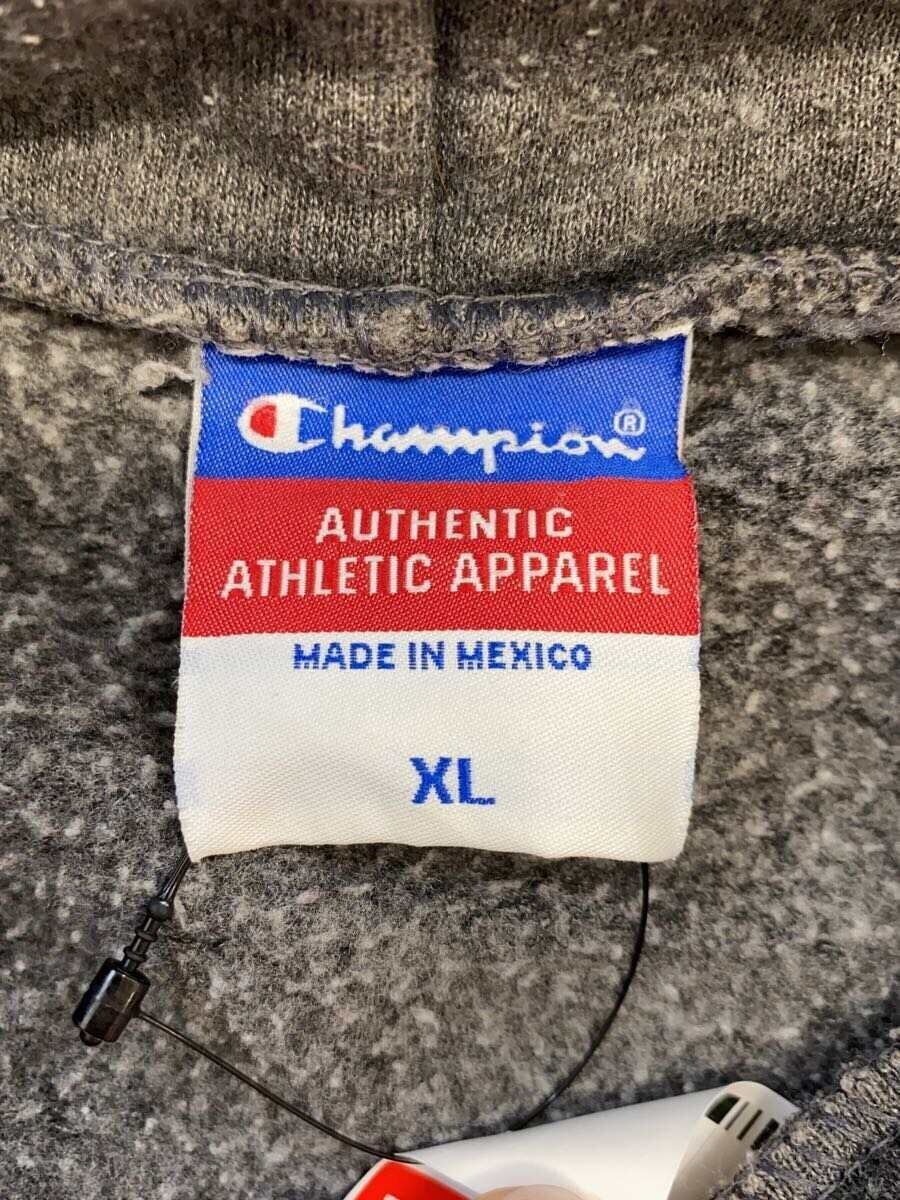 Champion®
AUTHENTIC
ATHLETIC APPAREL
MADE IN MEXICO
XL